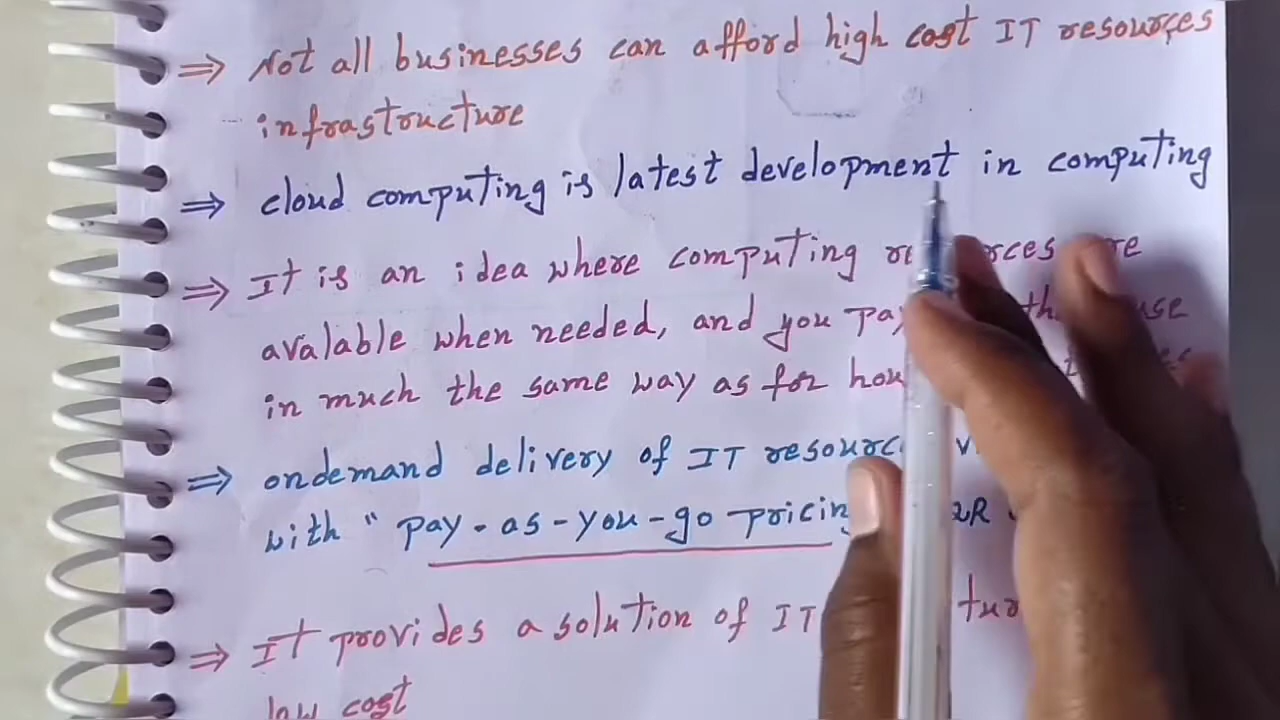 ⇒ Not all businesses can afford high cost IT resources
infrastructure
⇒ cloud computing is latest development in computing
⇒ It is an idea where computing
avalable when needed, and you use
in much the same way as for
⇒ ondemand delivery of IT
with " pay-as-you-go pricing
⇒ It provides a solution of IT
low cost